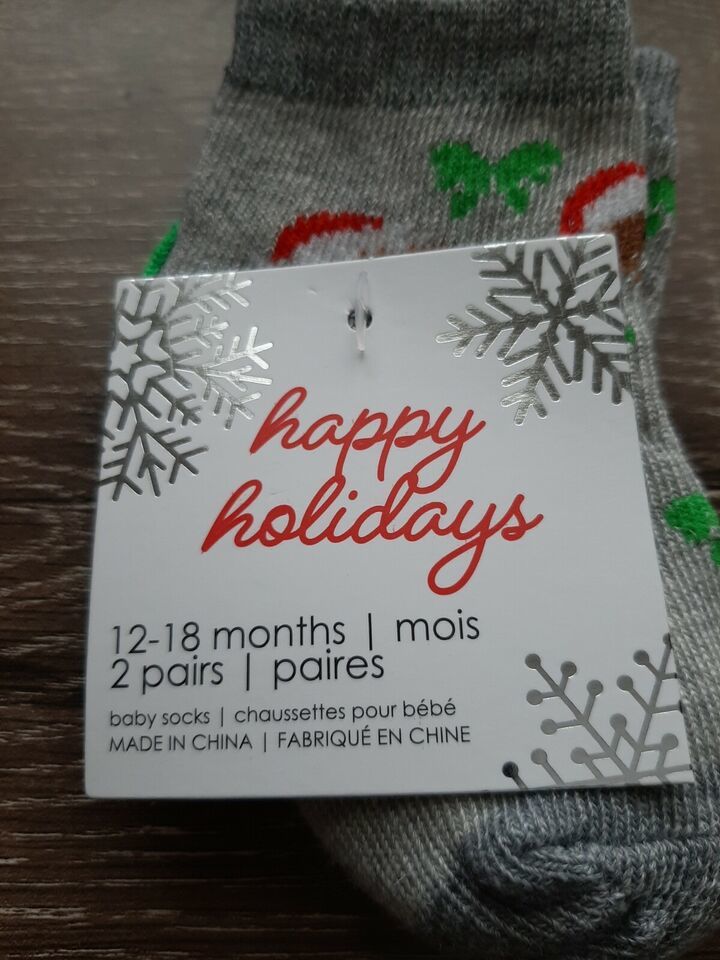 happy
holidays
12-18 months | mois
2 pairs | paires
baby socks | chaussettes pour bébé
MADE IN CHINA | FABRIQUÉ EN CHINE